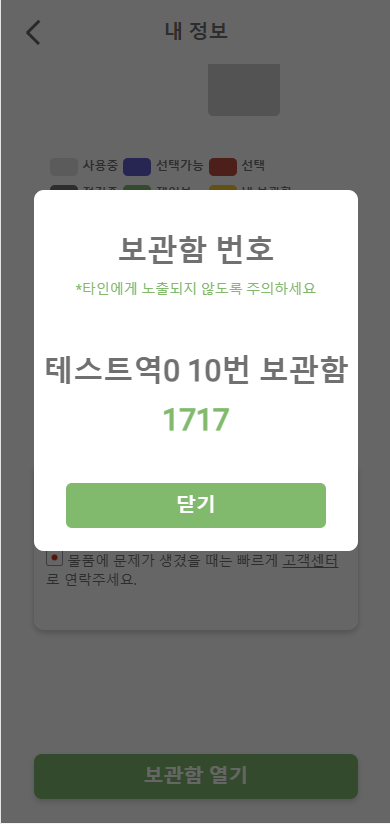 내 정보
사용중 선택가능 선택
보관함 번호
*타인에게 노출되지 않도록 주의하세요
테스트역0 10번 보관함
1717
닫기
물품에 문제가 생겼을 때는 빠르게 고객센터
로 연락주세요.
보관함 열기